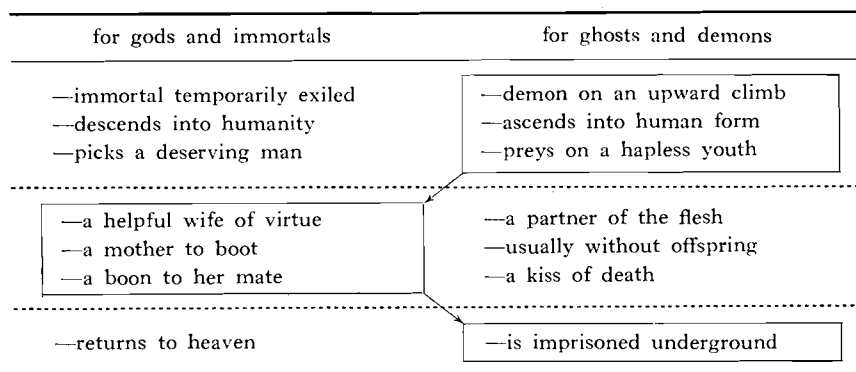 for gods and immortals for ghosts and demons
—immortal temporarily exiled —demon on an upward climb
—descends into humanity —ascends into human form
—picks a deserving man —preys on a hapless youth
—a helpful wife of virtue —a partner of the flesh
—a mother to boot —usually without offspring
—a boon to her mate —a kiss of death
—returns to heaven —is imprisoned underground